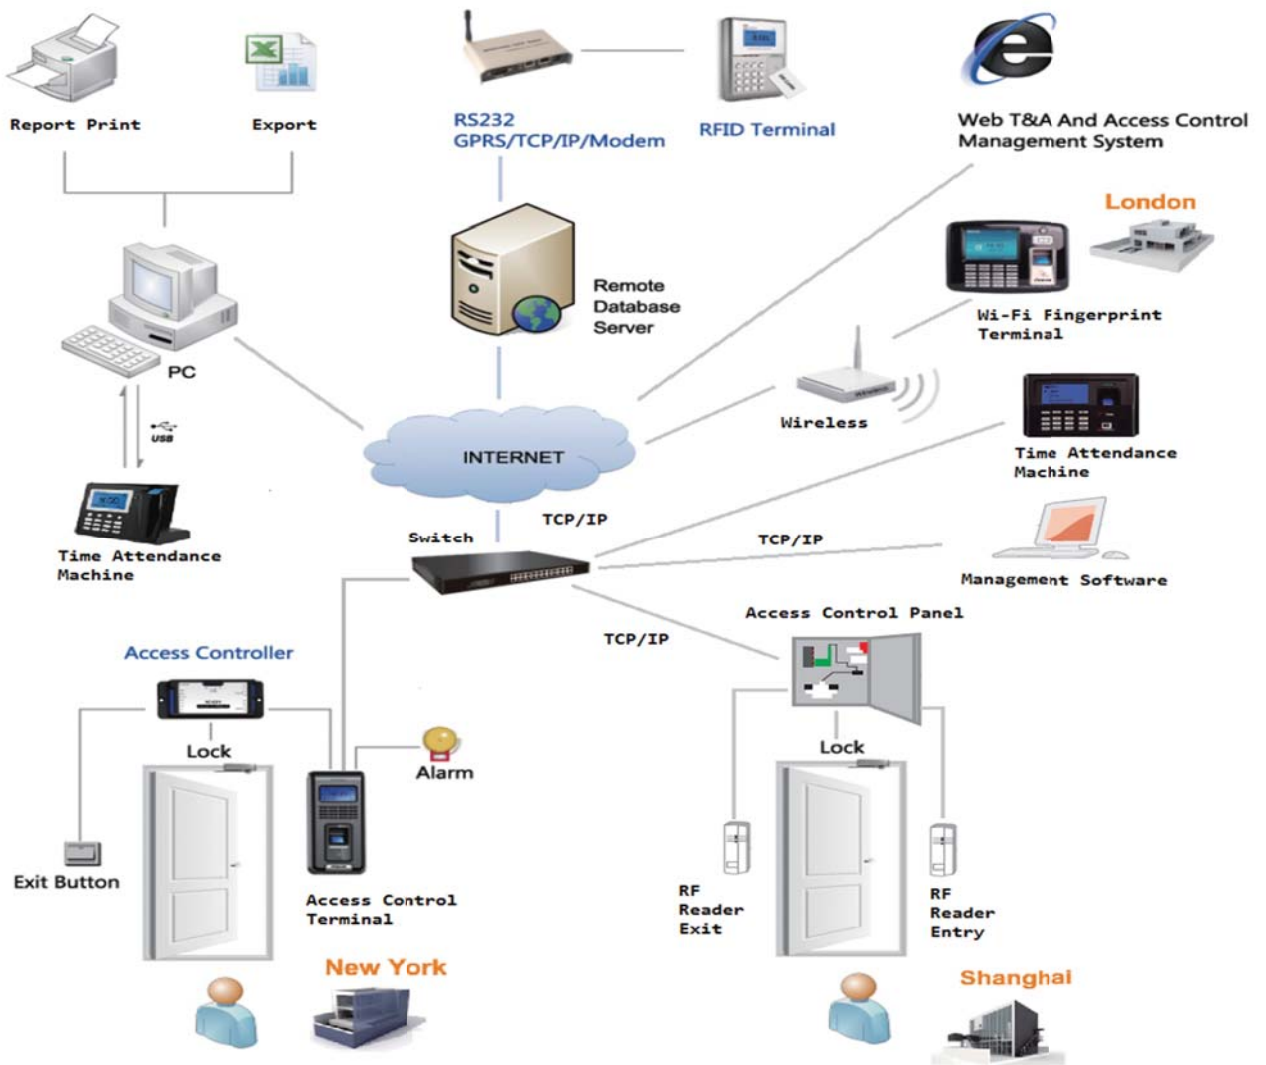 Report Print
Export
RS232
GPRS/TCP/IP/Modem
RFID Terminal
Web T&A And Access Control
Management System
London
Remote
Database
Server
Wi-Fi Fingerprint
Terminal
PC
USB
Wireless
INTERNET
Time Attendance
Machine
TCP/IP
Switch
TCP/IP
Time Attendance
Machine
Management Software
Access Control Panel
TCP/IP
Access Controller
Lock
Alarm
Lock
Exit Button
Access Control
Terminal
RF
Reader
Exit
RF
Reader
Entry
New York
Shanghai